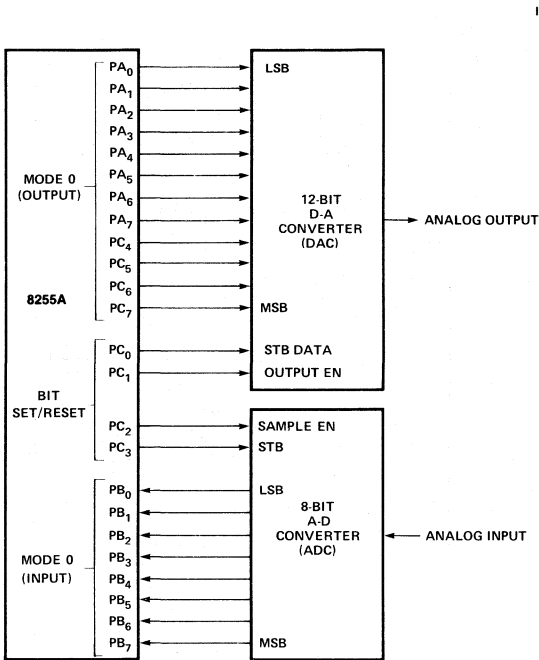 PA0 LSB
PA1
PA2
PA3
PA4
PA5
MODE 0
(OUTPUT)
PA6
PA7
PC4
PC5
PC6
PC7 MSB
12-BIT
D-A
CONVERTER
(DAC)
ANALOG OUTPUT
8255A
PC0 STB DATA
PC1 OUTPUT EN
BIT
SET/RESET
PC2 SAMPLE EN
PC3 STB
PB0 LSB
PB1
PB2
PB3
PB4
PB5
PB6
PB7 MSB
MODE 0
(INPUT)
8-BIT
A-D
CONVERTER
(ADC)
ANALOG INPUT